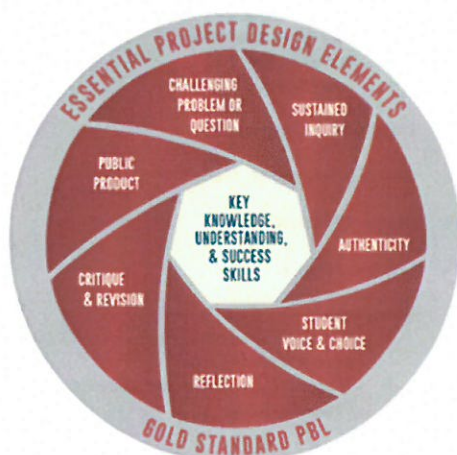 ESSENTIAL PROJECT DESIGN ELEMENTS
CHALLENGING
PROBLEM OR
QUESTION
SUSTAINED
INQUIRY
AUTHENTICITY
STUDENT
VOICE & CHOICE
REFLECTION
CRITIQUE
& REVISION
PUBLIC
PRODUCT
KEY
KNOWLEDGE,
UNDERSTANDING,
& SUCCESS
SKILLS
GOLD STANDARD PBL